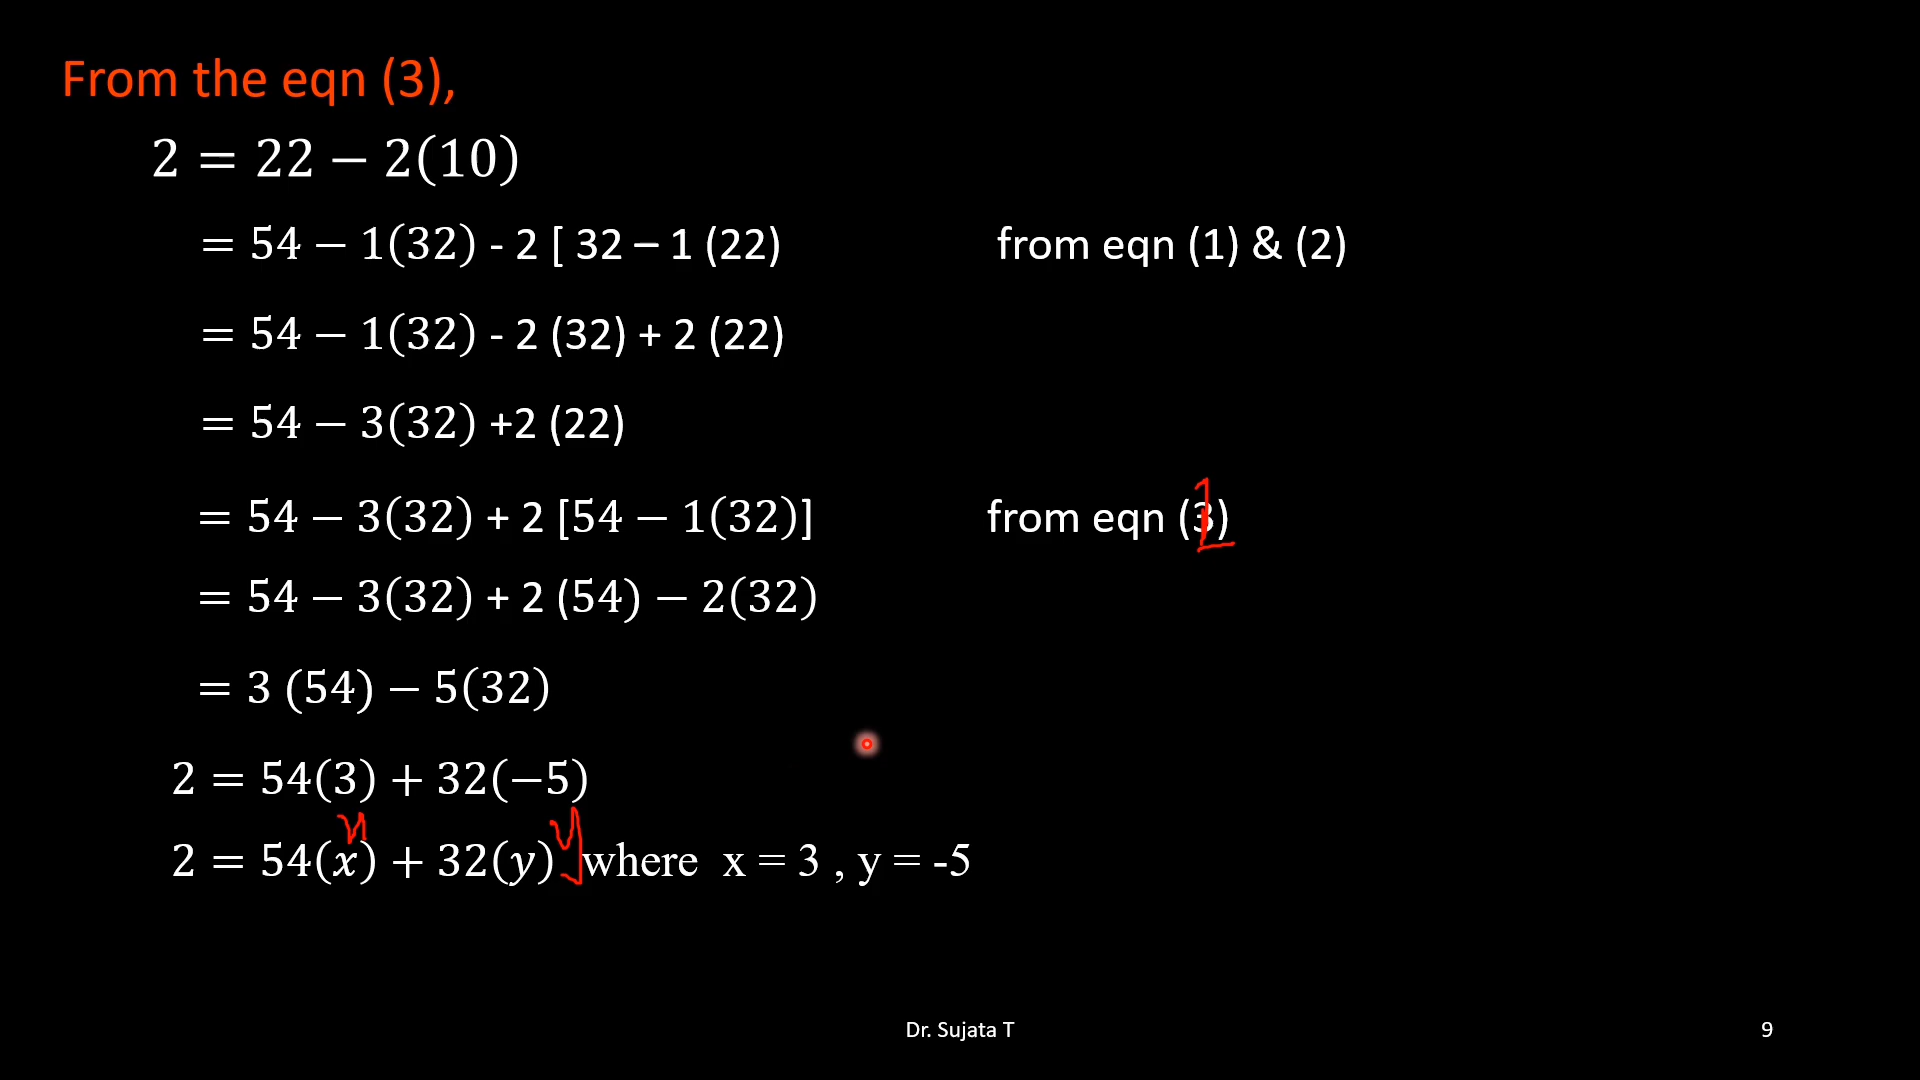 From the eqn (3),
2 = 22 − 2(10)
= 54 − 1(32) - 2 [ 32 – 1 (22) from eqn (1) & (2)
= 54 − 1(32) - 2 (32) + 2 (22)
= 54 − 3(32) +2 (22)
= 54 − 3(32) + 2 [54 − 1(32)] from eqn (3) 1
= 54 − 3(32) + 2 (54) − 2(32)
= 3 (54) − 5(32)
2 = 54(3) + 32(−5)
x y
2 = 54(x) + 32(y) where x = 3 , y = -5
Dr. Sujata T 9